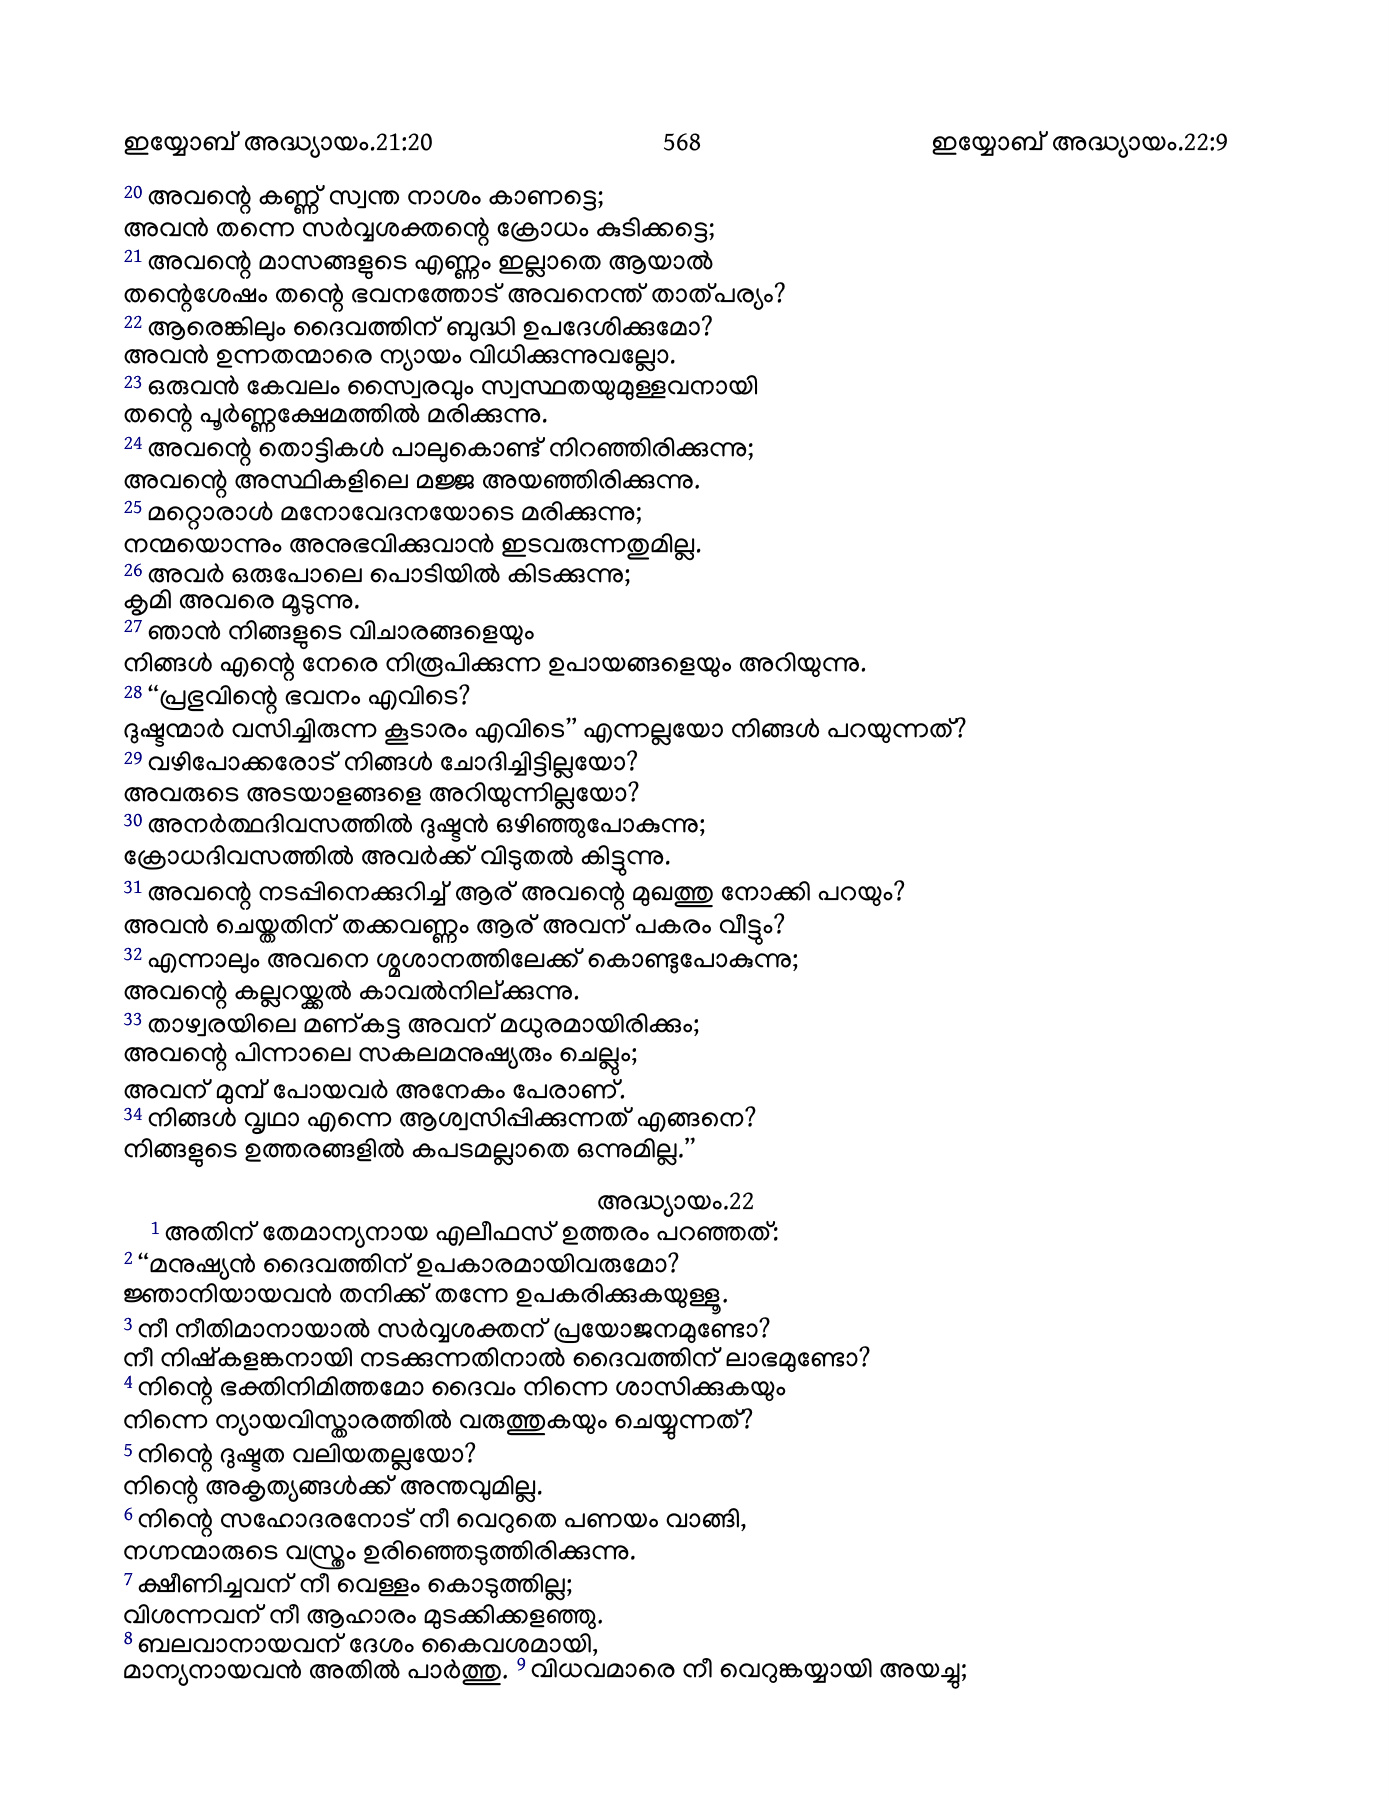 ഇയ്യോബ് അദ്ധ്യായം.21:20 568 ഇയ്യോബ് അദ്ധ്യായം.22:9
20 അവന്റെ കണ്ണ് സ്വന്ത നാശം കാണട്ടെ;
അവൻ തന്നെ സർവ്വശക്തന്റെ ക്രോധം കുടിക്കട്ടെ;
21 അവന്റെ മാസങ്ങളുടെ എണ്ണം ഇല്ലാതെ ആയാൽ
തന്റെശേഷം തന്റെ ഭവനത്തോട് അവനെന്ത് താത്പര്യം?
22 ആരെങ്കിലും ദൈവത്തിന് ബുദ്ധി ഉപദേശിക്കുമോ?
അവൻ ഉന്നതന്മാരെ ന്യായം വിധിക്കുന്നുവല്ലോ.
23 ഒരുവൻ കേവലം സ്വൈരവും സ്വസ്ഥതയുമുള്ളവനായി
തന്റെ പൂർണ്ണക്ഷേമത്തിൽ മരിക്കുന്നു.
24 അവന്റെ തൊട്ടികൾ പാലുകൊണ്ട് നിറഞ്ഞിരിക്കുന്നു;
അവന്റെ അസ്ഥികളിലെ മജ്ജ അയഞ്ഞിരിക്കുന്നു.
25 മറ്റൊരാൾ മനോവേദനയോടെ മരിക്കുന്നു;
നന്മയൊന്നും അനുഭവിക്കുവാൻ ഇടവരുന്നതുമില്ല.
26 അവർ ഒരുപോലെ പൊടിയിൽ കിടക്കുന്നു;
കൃമി അവരെ മൂടുന്നു.
27 ഞാൻ നിങ്ങളുടെ വിചാരങ്ങളെയും
നിങ്ങൾ എന്റെ നേരെ നിരൂപിക്കുന്ന ഉപായങ്ങളെയും അറിയുന്നു.
28 “പ്രഭുവിന്റെ ഭവനം എവിടെ?
ദുഷ്ടന്മാർ വസിച്ചിരുന്ന കൂടാരം എവിടെ” എന്നല്ലയോ നിങ്ങൾ പറയുന്നത്?
29 വഴിപോക്കരോട് നിങ്ങൾ ചോദിച്ചിട്ടില്ലയോ?
അവരുടെ അടയാളങ്ങളെ അറിയുന്നില്ലയോ?
30 അനർത്ഥദിവസത്തിൽ ദുഷ്ടൻ ഒഴിഞ്ഞുപോകുന്നു;
ക്രോധദിവസത്തിൽ അവർക്ക് വിടുതൽ കിട്ടുന്നു.
31 അവന്റെ നടപ്പിനെക്കുറിച്ച് ആര് അവന്റെ മുഖത്തു നോക്കി പറയും?
അവൻ ചെയ്തതിന് തക്കവണ്ണം ആര് അവന് പകരം വീട്ടും?
32 എന്നാലും അവനെ ശ്മശാനത്തിലേക്ക് കൊണ്ടുപോകുന്നു;
അവന്റെ കല്ലറയ്ക്കൽ കാവൽനില്ക്കുന്നു.
33 താഴ്വരയിലെ മണ്കട്ട അവന് മധുരമായിരിക്കും;
അവന്റെ പിന്നാലെ സകലമനുഷ്യരും ചെല്ലും;
അവന് മുമ്പ് പോയവർ അനേകം പേരാണ്.
34 നിങ്ങൾ വൃഥാ എന്നെ ആശ്വസിപ്പിക്കുന്നത് എങ്ങനെ?
നിങ്ങളുടെ ഉത്തരങ്ങളിൽ കപടമല്ലാതെ ഒന്നുമില്ല.”
അദ്ധ്യായം.22
1 അതിന് തേമാന്യനായ എലീഫസ് ഉത്തരം പറഞ്ഞത്:
2 “മനുഷ്യൻ ദൈവത്തിന് ഉപകാരമായിവരുമോ?
ജ്ഞാനിയായവൻ തനിക്ക് തന്നേ ഉപകരിക്കുകയുള്ളൂ.
3 നീ നീതിമാനായാൽ സർവ്വശക്തന് പ്രയോജനമുണ്ടോ?
നീ നിഷ്കളങ്കനായി നടക്കുന്നതിനാൽ ദൈവത്തിന് ലാഭമുണ്ടോ?
4 നിന്റെ ഭക്തിനിമിത്തമോ ദൈവം നിന്നെ ശാസിക്കുകയും
നിന്നെ ന്യായവിസ്താരത്തിൽ വരുത്തുകയും ചെയ്യുന്നത്?
5 നിന്റെ ദുഷ്ടത വലിയതല്ലയോ?
നിന്റെ അകൃത്യങ്ങൾക്ക് അന്തവുമില്ല.
6 നിന്റെ സഹോദരനോട് നീ വെറുതെ പണയം വാങ്ങി,
നഗ്നന്മാരുടെ വസ്ത്രം ഉരിഞ്ഞെടുത്തിരിക്കുന്നു.
7 ക്ഷീണിച്ചവന് നീ വെള്ളം കൊടുത്തില്ല;
വിശന്നവന് നീ ആഹാരം മുടക്കിക്കളഞ്ഞു.
8 ബലവാനായവന് ദേശം കൈവശമായി,
മാന്യനായവൻ അതിൽ പാർത്തു. 9 വിധവമാരെ നീ വെറുങ്കയ്യായി അയച്ചു;